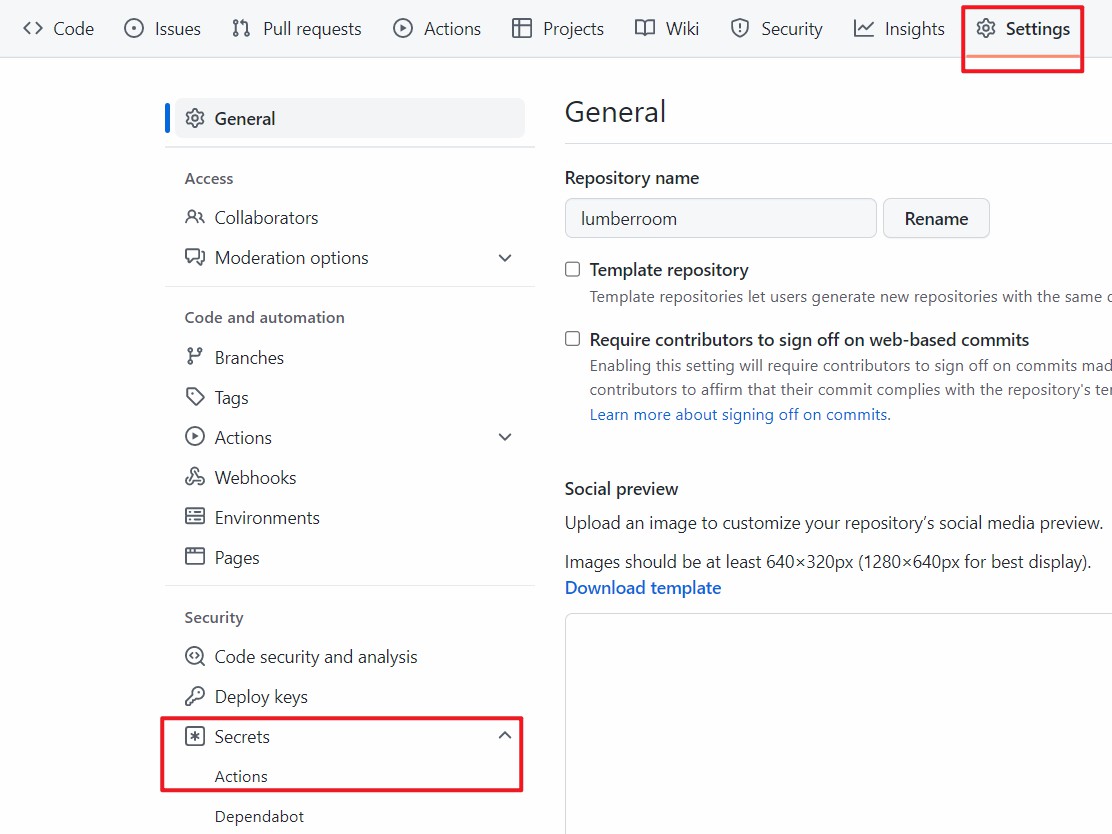 Code Issues Pull requests Actions Projects Wiki Security Insights Settings
General
Access
Collaborators
Moderation options
Code and automation
Branches
Tags
Actions
Webhooks
Environments
Pages
Security
Code security and analysis
Deploy keys
Secrets
Actions
Dependabot
General
Repository name
lumberroom Rename
Template repository
Template repositories let users generate new repositories with the same
Require contributors to sign off on web-based commits
Enabling this setting will require contributors to sign off on commits made
contributors to affirm that their commit complies with the repository's
Learn more about signing off on commits.
Social preview
Upload an image to customize your repository’s social media preview.
Images should be at least 640×320px (1280×640px for best display).
Download template